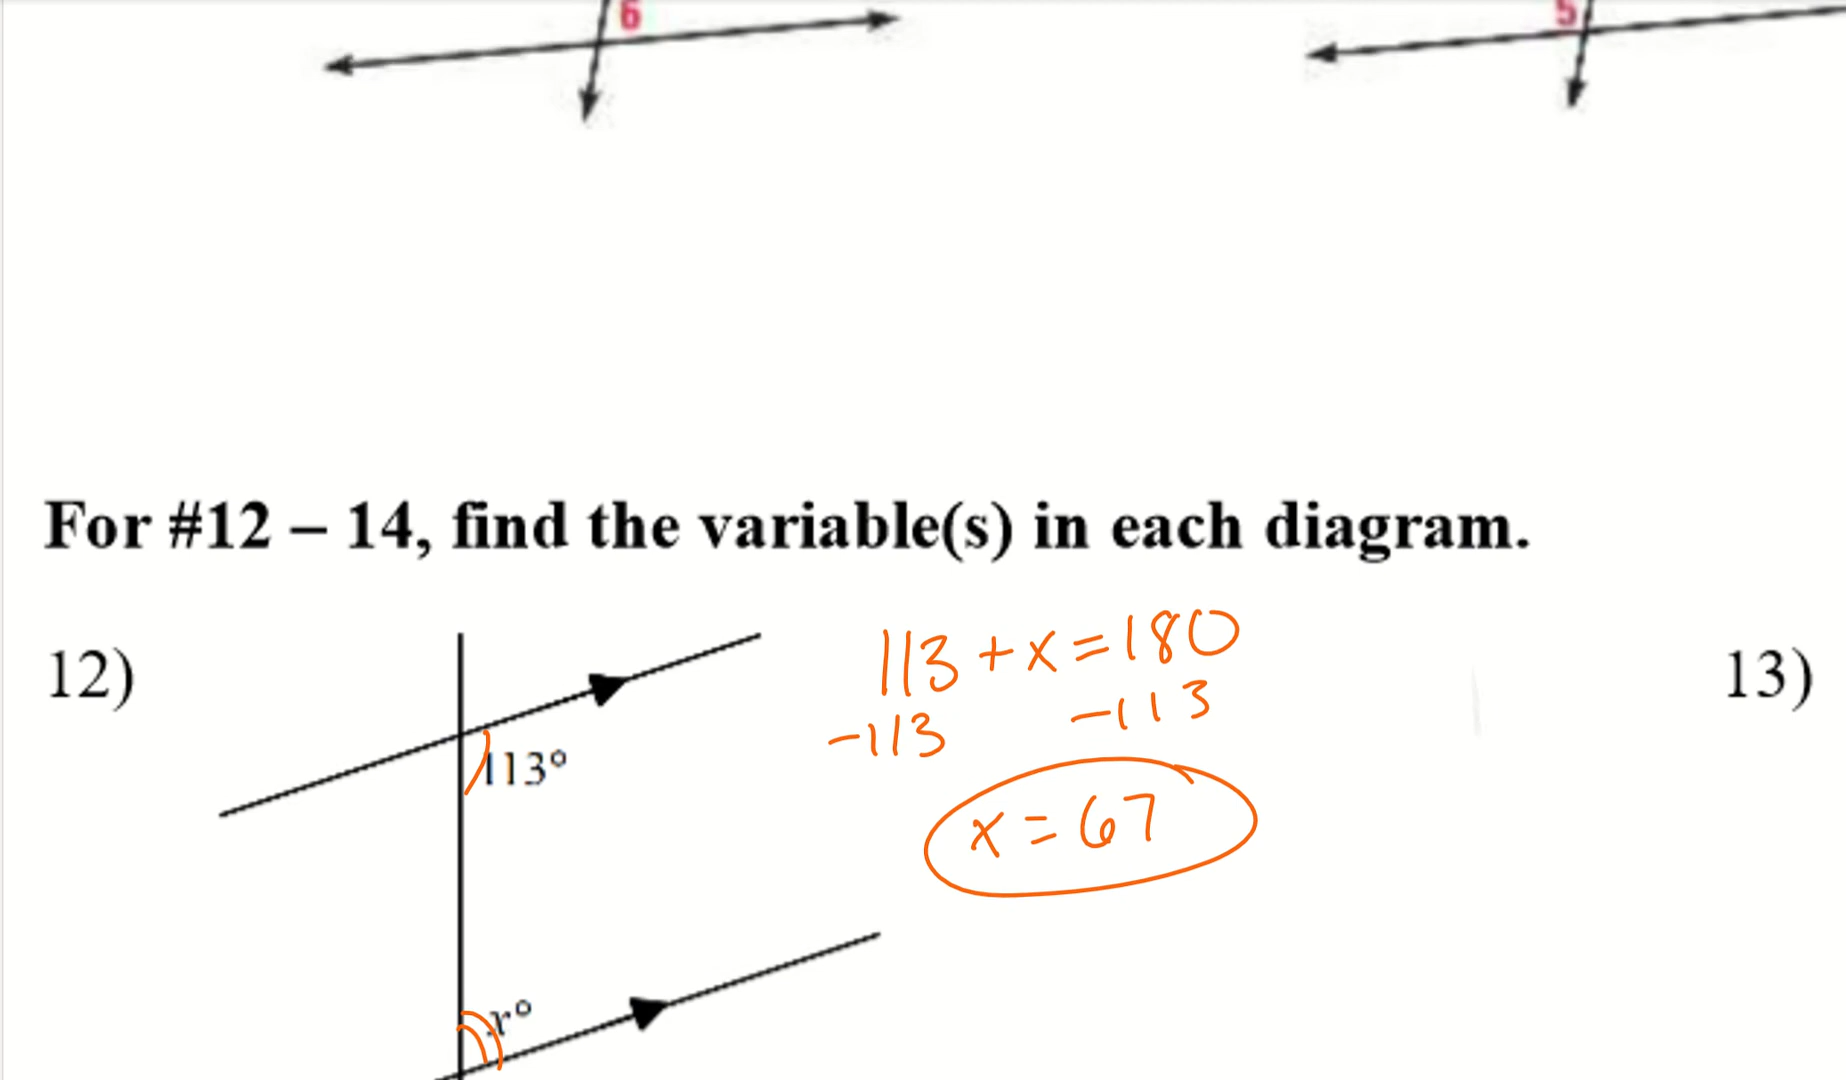 6
5
For #12 – 14, find the variable(s) in each diagram.
12)
113 + x = 180
13)
-113 -113
113°
x = 67
x°